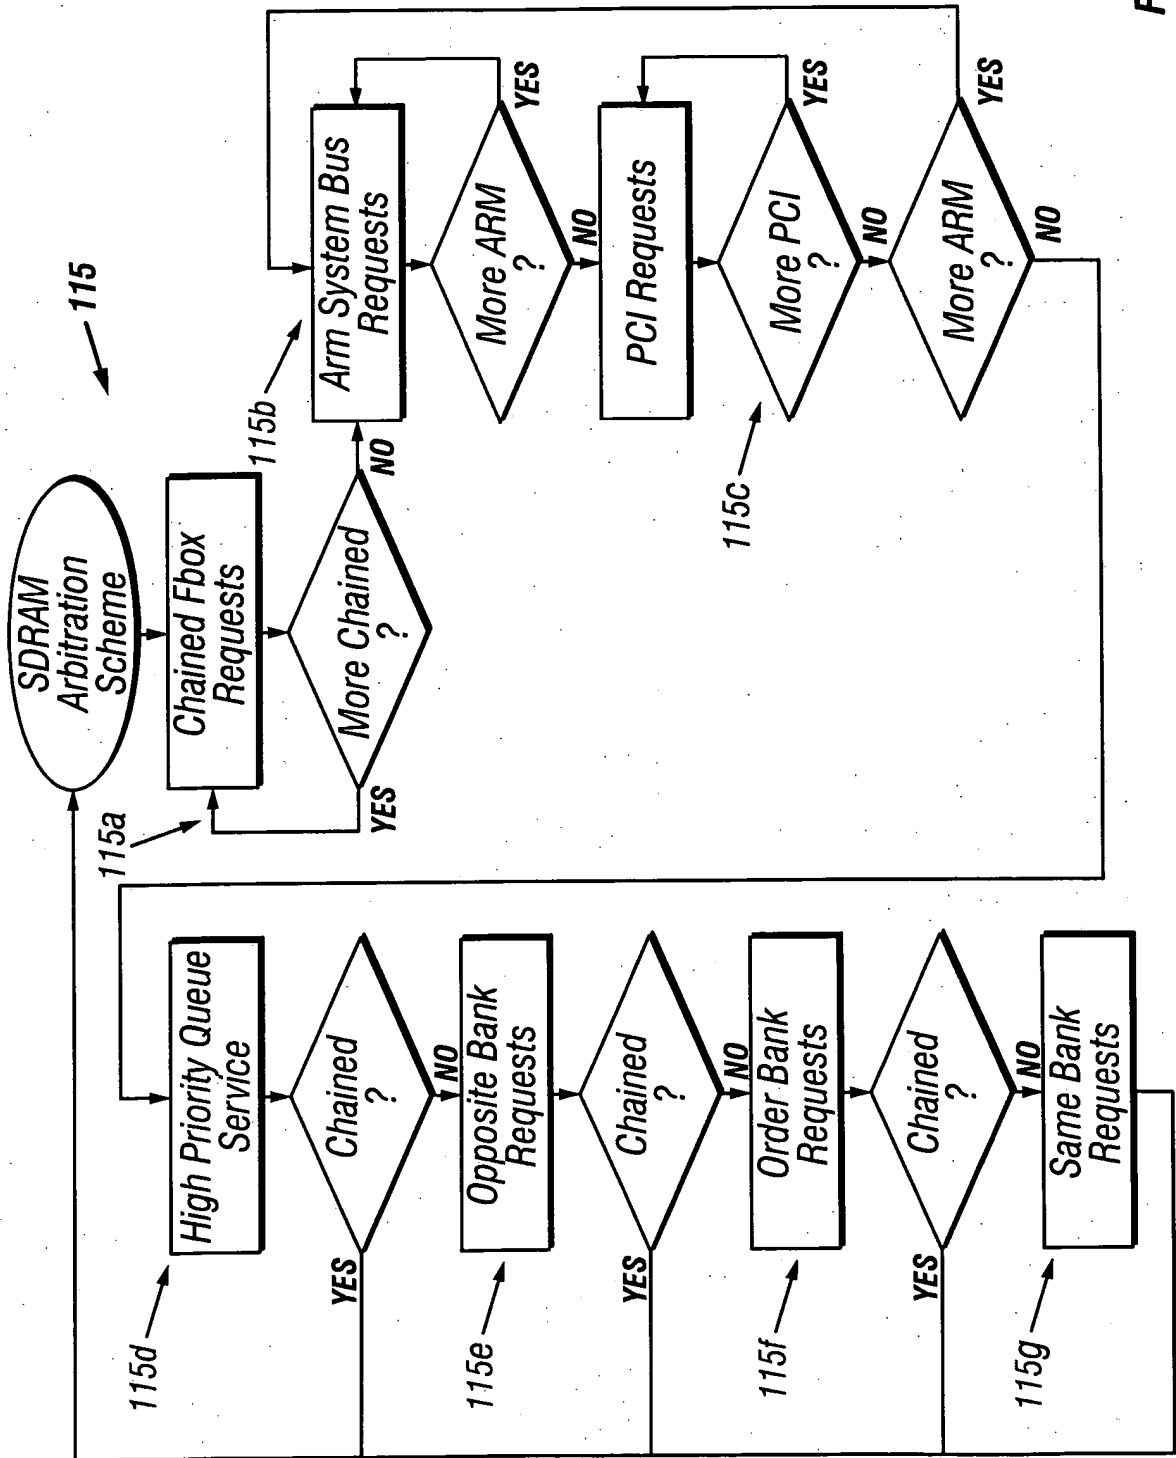 115
SDRAM
Arbitration
Scheme
115a
Chained Fbox
Requests
More Chained
?
YES
NO
115b
Arm System Bus
Requests
More ARM
?
YES
NO
PCI Requests
115c
More PCI
?
YES
NO
More ARM
?
YES
NO
115d
High Priority Queue
Service
Chained
?
YES
NO
115e
Opposite Bank
Requests
Chained
?
YES
NO
115f
Order Bank
Requests
Chained
?
YES
NO
115g
Same Bank
Requests